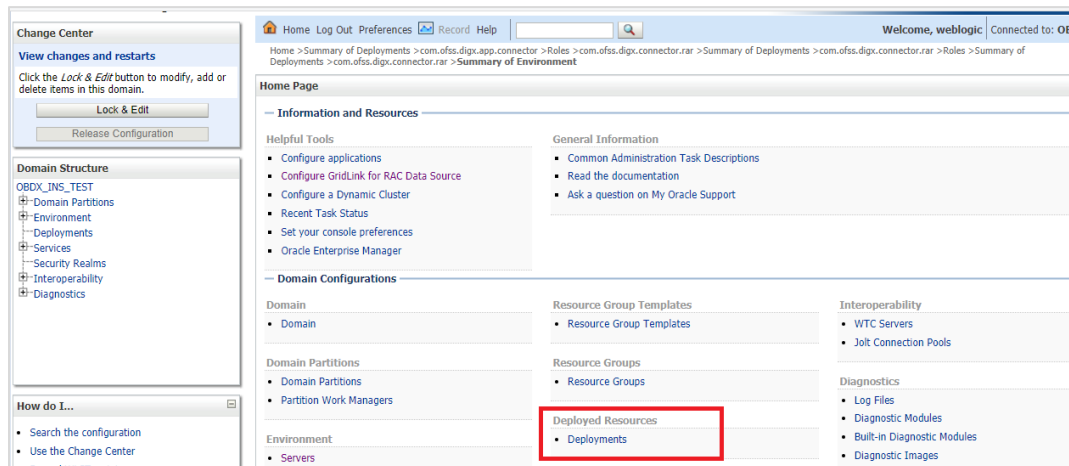 Change Center
View changes and restarts
Click the Lock & Edit button to modify, add or
delete items in this domain.
Lock & Edit
Release Configuration
Domain Structure
OBDX_INS_TEST
Domain Partitions
Environment
Deployments
Services
Security Realms
Interoperability
Diagnostics
How do I...
Search the configuration
Use the Change Center
Home Log Out Preferences Record Help
Welcome, weblogic Connected to: OB
Home >Summary of Deployments >com.ofss.digx.app.connector >Roles >com.ofss.digx.connector.rar >Summary of Deployments >com.ofss.digx.connector.rar >Roles >Summary of
Deployments >com.ofss.digx.connector.rar >Summary of Environment
Home Page
Information and Resources
Helpful Tools
Configure applications
Configure GridLink for RAC Data Source
Configure a Dynamic Cluster
Recent Task Status
Set your console preferences
Oracle Enterprise Manager
General Information
Common Administration Task Descriptions
Read the documentation
Ask a question on My Oracle Support
Domain Configurations
Domain
Domain
Domain Partitions
Domain Partitions
Partition Work Managers
Environment
Servers
Resource Group Templates
Resource Group Templates
Resource Groups
Resource Groups
Deployed Resources
Deployments
Interoperability
WTC Servers
Jolt Connection Pools
Diagnostics
Log Files
Diagnostic Modules
Built-in Diagnostic Modules
Diagnostic Images